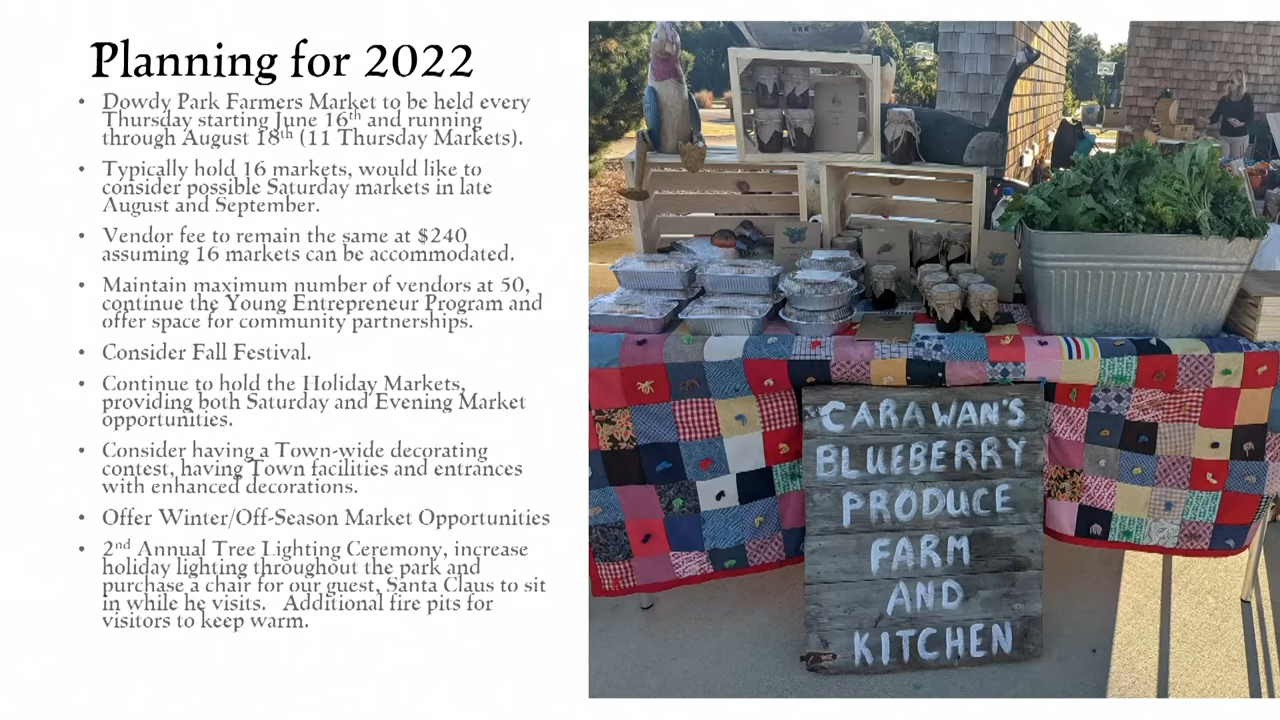 Planning for 2022
• Dowdy Park Farmers Market to be held every
Thursday starting June 16th and running
through August 18th (11 Thursday Markets).
• Typically hold 16 markets, would like to
consider possible Saturday markets in late
August and September.
• Vendor fee to remain the same at $240
assuming 16 markets can be accommodated.
• Maintain maximum number of vendors at 50,
continue the Young Entrepreneur Program and
offer space for community partnerships.
• Consider Fall Festival.
• Continue to hold the Holiday Markets,
providing both Saturday and Evening Market
opportunities.
• Consider having a Town-wide decorating
contest, having Town facilities and entrances
with enhanced decorations.
• Offer Winter/Off-Season Market Opportunities
• 2nd Annual Tree Lighting Ceremony, increase
holiday lighting throughout the park and
purchase a chair for our guest, Santa Claus to sit
in while he visits. Additional fire pits for
visitors to keep warm.
CARAWAN'S
BLUEBERRY
PRODUCE
FARM
AND
KITCHEN